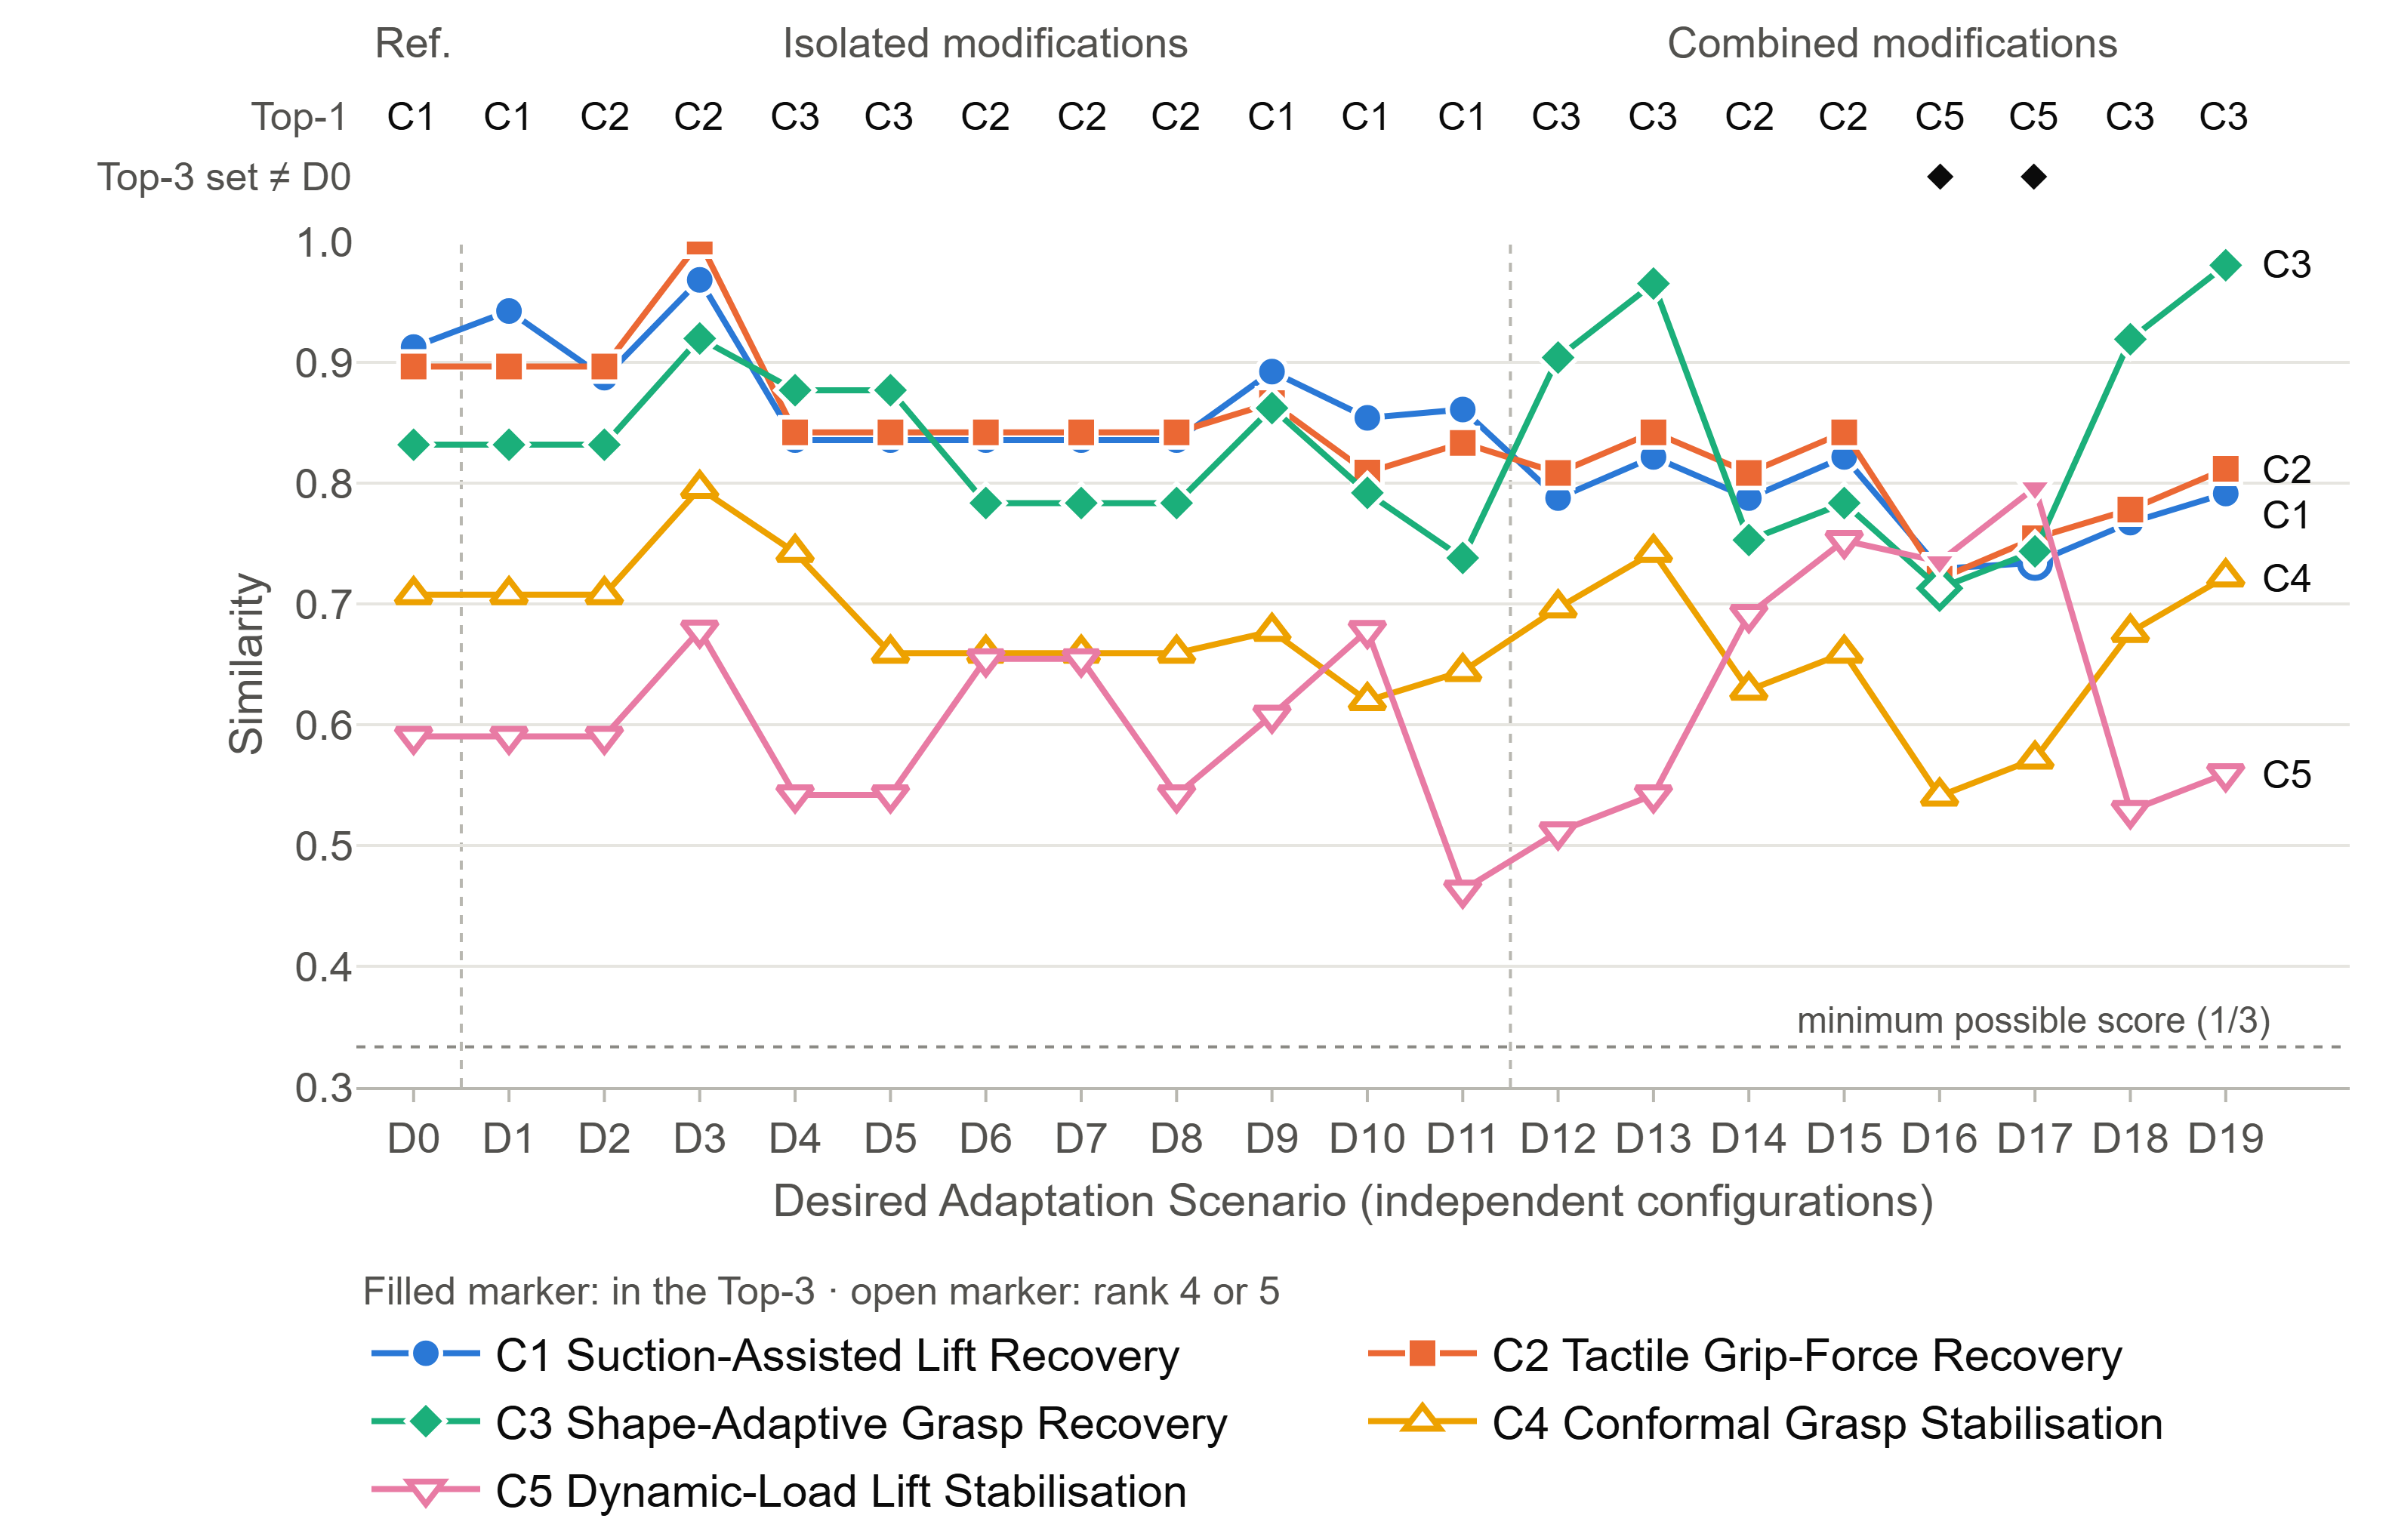 Ref. Isolated modifications Combined modifications
Top-1 C1 C1 C2 C2 C3 C3 C2 C2 C2 C1 C1 C1 C3 C3 C2 C2 C5 C5 C3 C3
Top-3 set ≠ D0
1.0
0.9
0.8
0.7
0.6
0.5
0.4
0.3
Similarity
C3
C2
C1
C4
C5
minimum possible score (1/3)
D0 D1 D2 D3 D4 D5 D6 D7 D8 D9 D10 D11 D12 D13 D14 D15 D16 D17 D18 D19
Desired Adaptation Scenario (independent configurations)
Filled marker: in the Top-3 · open marker: rank 4 or 5
C1 Suction-Assisted Lift Recovery
C2 Tactile Grip-Force Recovery
C3 Shape-Adaptive Grasp Recovery
C4 Conformal Grasp Stabilisation
C5 Dynamic-Load Lift Stabilisation